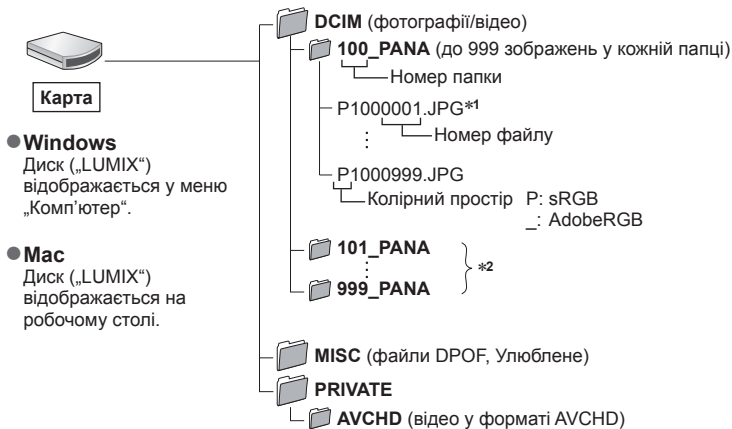 Карта
●Windows
Диск („LUMIX“)
відображається у меню
„Комп’ютер“.
●Mac
Диск („LUMIX“)
відображається на
робочому столі.
DCIM (фотографії/відео)
100_PANA (до 999 зображень у кожній папці)
Номер папки
P1000001.JPG*1
Номер файлу
P1000999.JPG
Колірний простір P: sRGB
_: AdobeRGB
101_PANA
*2
999_PANA
MISC (файли DPOF, Улюблене)
PRIVATE
AVCHD (відео у форматі AVCHD)